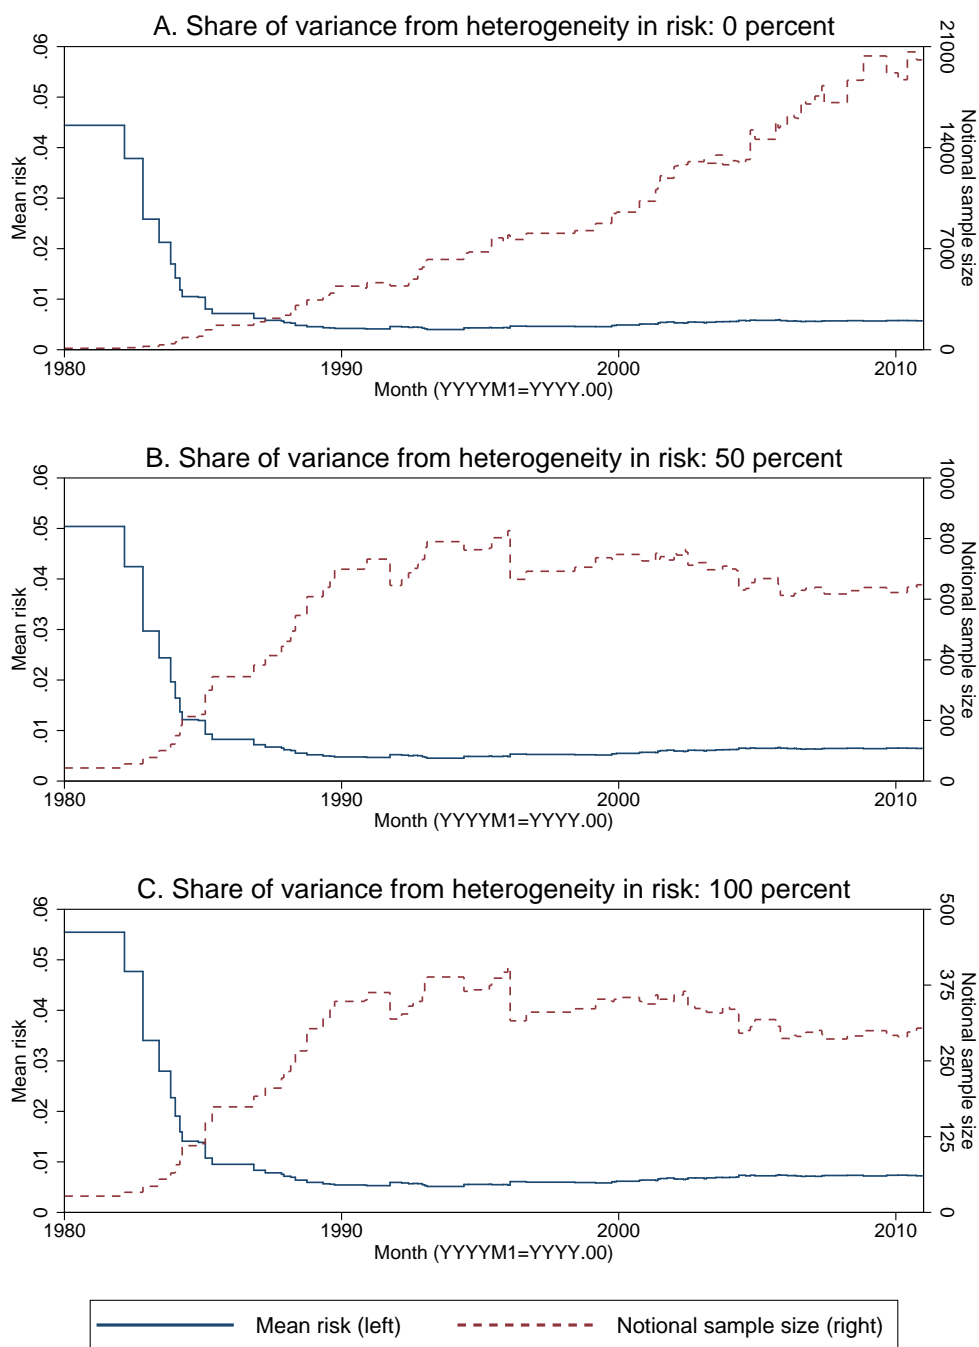 A. Share of variance from heterogeneity in risk: 0 percent
Mean risk
0 .01 .02 .03 .04 .05 .06
0 7000 14000 21000
Notional sample size
1980 1990 2000 2010
Month (YYYYM1=YYYY.00)
B. Share of variance from heterogeneity in risk: 50 percent
Mean risk
0 .01 .02 .03 .04 .05 .06
0 200 400 600 800 1000
Notional sample size
1980 1990 2000 2010
Month (YYYYM1=YYYY.00)
C. Share of variance from heterogeneity in risk: 100 percent
Mean risk
0 .01 .02 .03 .04 .05 .06
0 125 250 375 500
Notional sample size
1980 1990 2000 2010
Month (YYYYM1=YYYY.00)
Mean risk (left) Notional sample size (right)